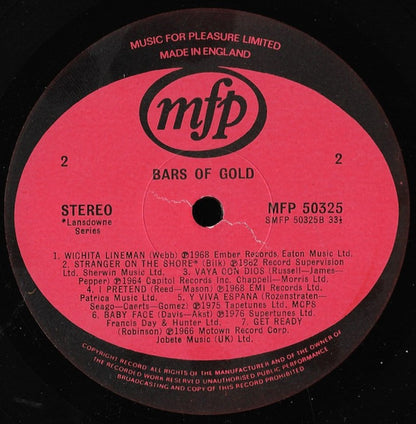 MUSIC FOR PLEASURE LIMITED
MADE IN ENGLAND
mfp
BARS OF GOLD
2
2
STEREO
*Lansdowne
Series
MFP 50325
SMFP 50325B 33⅓
1. WICHITA LINEMAN (Webb) ℗1968 Ember Records. Eaton Music Ltd.
2. STRANGER ON THE SHORE* (Bilk) ℗1962 Record Supervision
Ltd. Sherwin Music Ltd. 3. VAYA CON DIOS (Russell—James—
Pepper) ℗1964 Capitol Records Inc. Chappell—Morris Ltd.
4. I PRETEND (Reed—Mason) ℗1968 EMI Records Ltd.
Patrica Music Ltd. 5. Y VIVA ESPANA (Rozenstraten—
Seago—Caerts—Gomez) ℗1975 Tapetunes Ltd. MCPS
6. BABY FACE (Davis—Akst) ℗1976 Supertunes Ltd.
Francis Day & Hunter Ltd. 7. GET READY
(Robinson) ℗1966 Motown Record Corp.
Jobete Music (UK) Ltd.
COPYRIGHT RECORD. ALL RIGHTS OF THE MANUFACTURER AND OF THE OWNER OF
THE RECORDED WORK RESERVED. UNAUTHORISED PUBLIC PERFORMANCE
BROADCASTING AND COPY OF THIS RECORD PROHIBITED